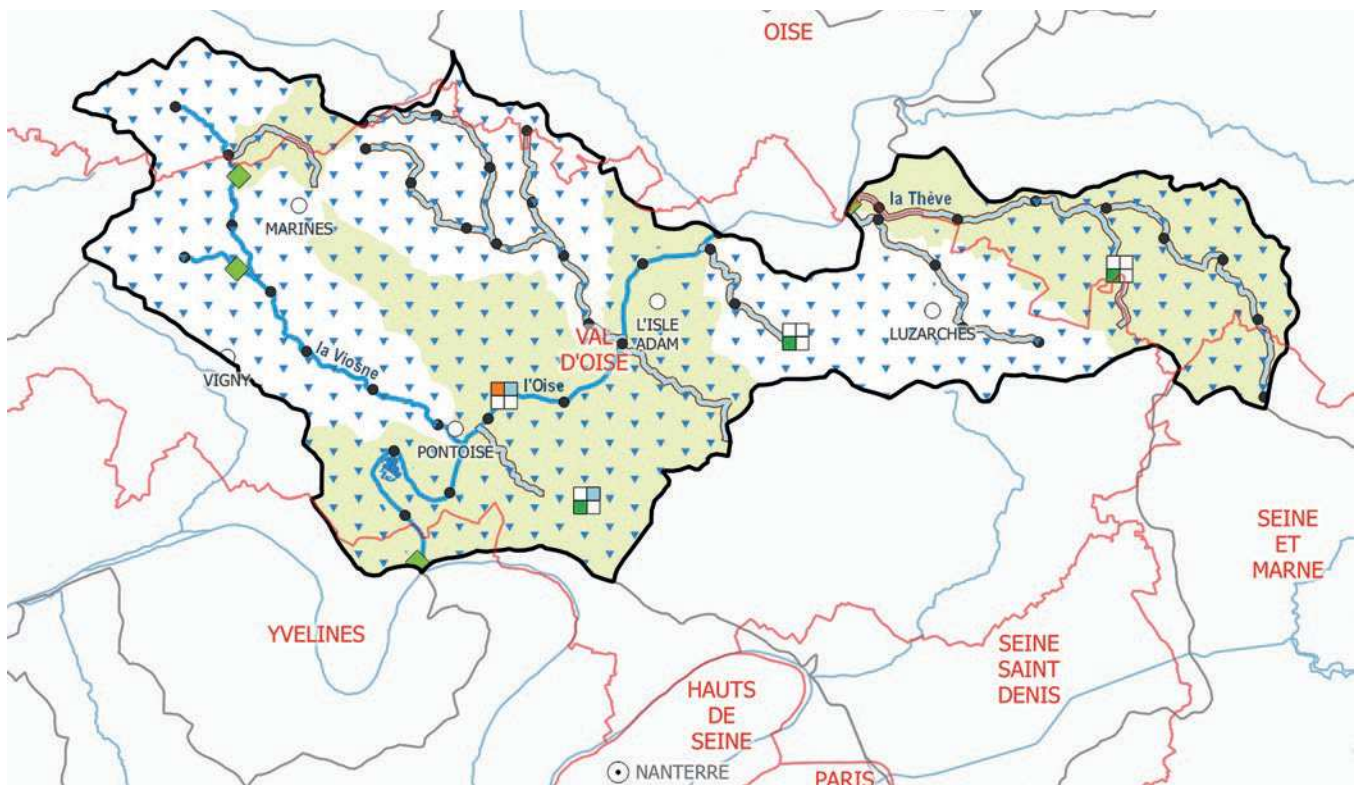 OISE
la Thève
MARINES
L'ISLE
ADAM
LUZARCHES
VAL
D'OISE
la Viosne
VIGNY
l'Oise
PONTOISE
SEINE
ET
MARNE
YVELINES
SEINE
SAINT
DENIS
HAUTS
DE
SEINE
NANTERRE
PARIS